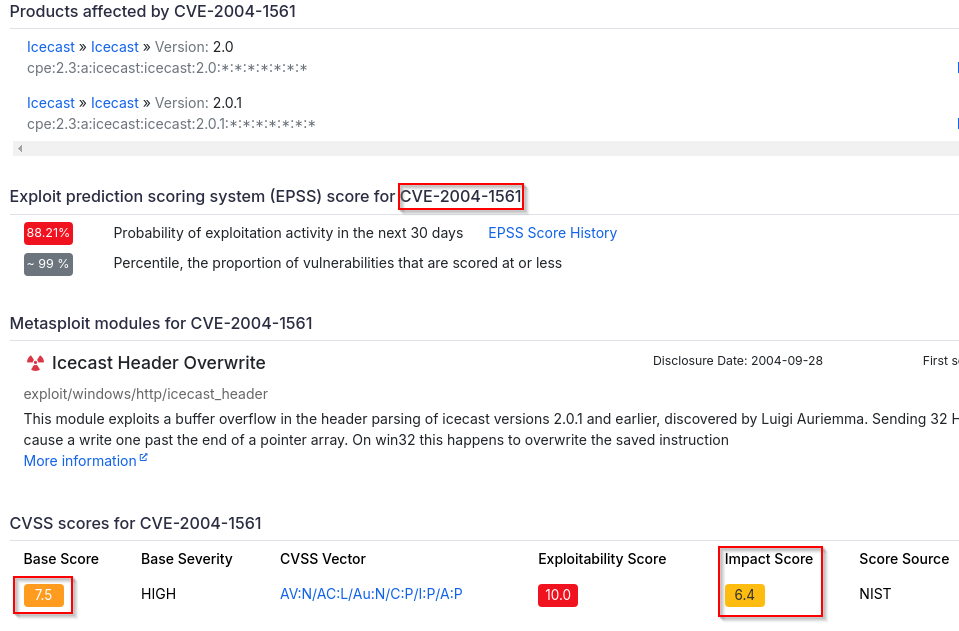 Products affected by CVE-2004-1561
Icecast » Icecast » Version: 2.0
cpe:2.3:a:icecast:icecast:2.0:*:*:*:*:*:*:*
Icecast » Icecast » Version: 2.0.1
cpe:2.3:a:icecast:icecast:2.0.1:*:*:*:*:*:*:*
Exploit prediction scoring system (EPSS) score for CVE-2004-1561
88.21% Probability of exploitation activity in the next 30 days EPSS Score History
~ 99 % Percentile, the proportion of vulnerabilities that are scored at or less
Metasploit modules for CVE-2004-1561
Icecast Header Overwrite Disclosure Date: 2004-09-28 First
exploit/windows/http/icecast_header
This module exploits a buffer overflow in the header parsing of icecast versions 2.0.1 and earlier, discovered by Luigi Auriemma. Sending 32
cause a write one past the end of a pointer array. On win32 this happens to overwrite the saved instruction
More information
CVSS scores for CVE-2004-1561
Base Score Base Severity CVSS Vector Exploitability Score Impact Score Score Source
7.5 HIGH AV:N/AC:L/Au:N/C:P/I:P/A:P 10.0 6.4 NIST